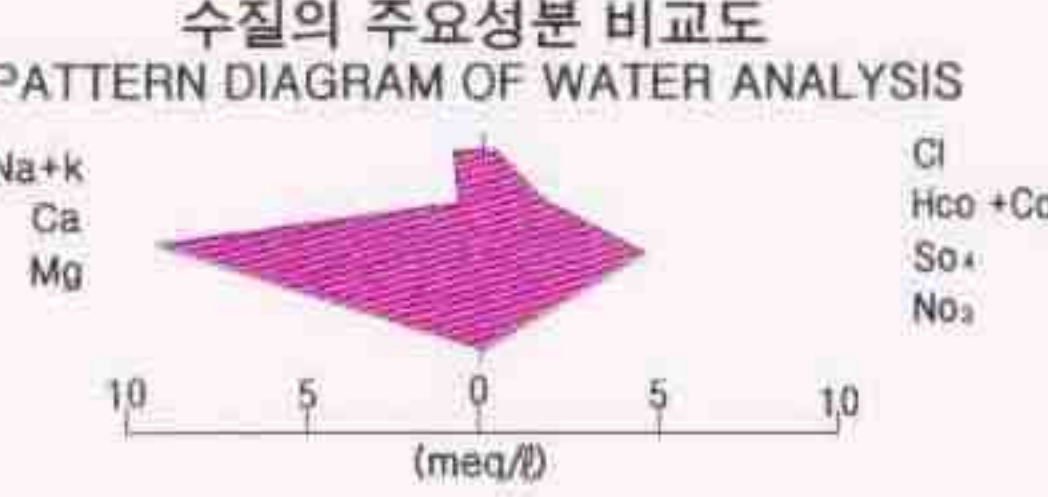 수질의 주요성분 비교도
PATTERN DIAGRAM OF WATER ANALYSIS
Na+k
Ca
Mg
Cl
Hco +Co
So4
No3
10 5 0 5 10
(meq/ℓ)